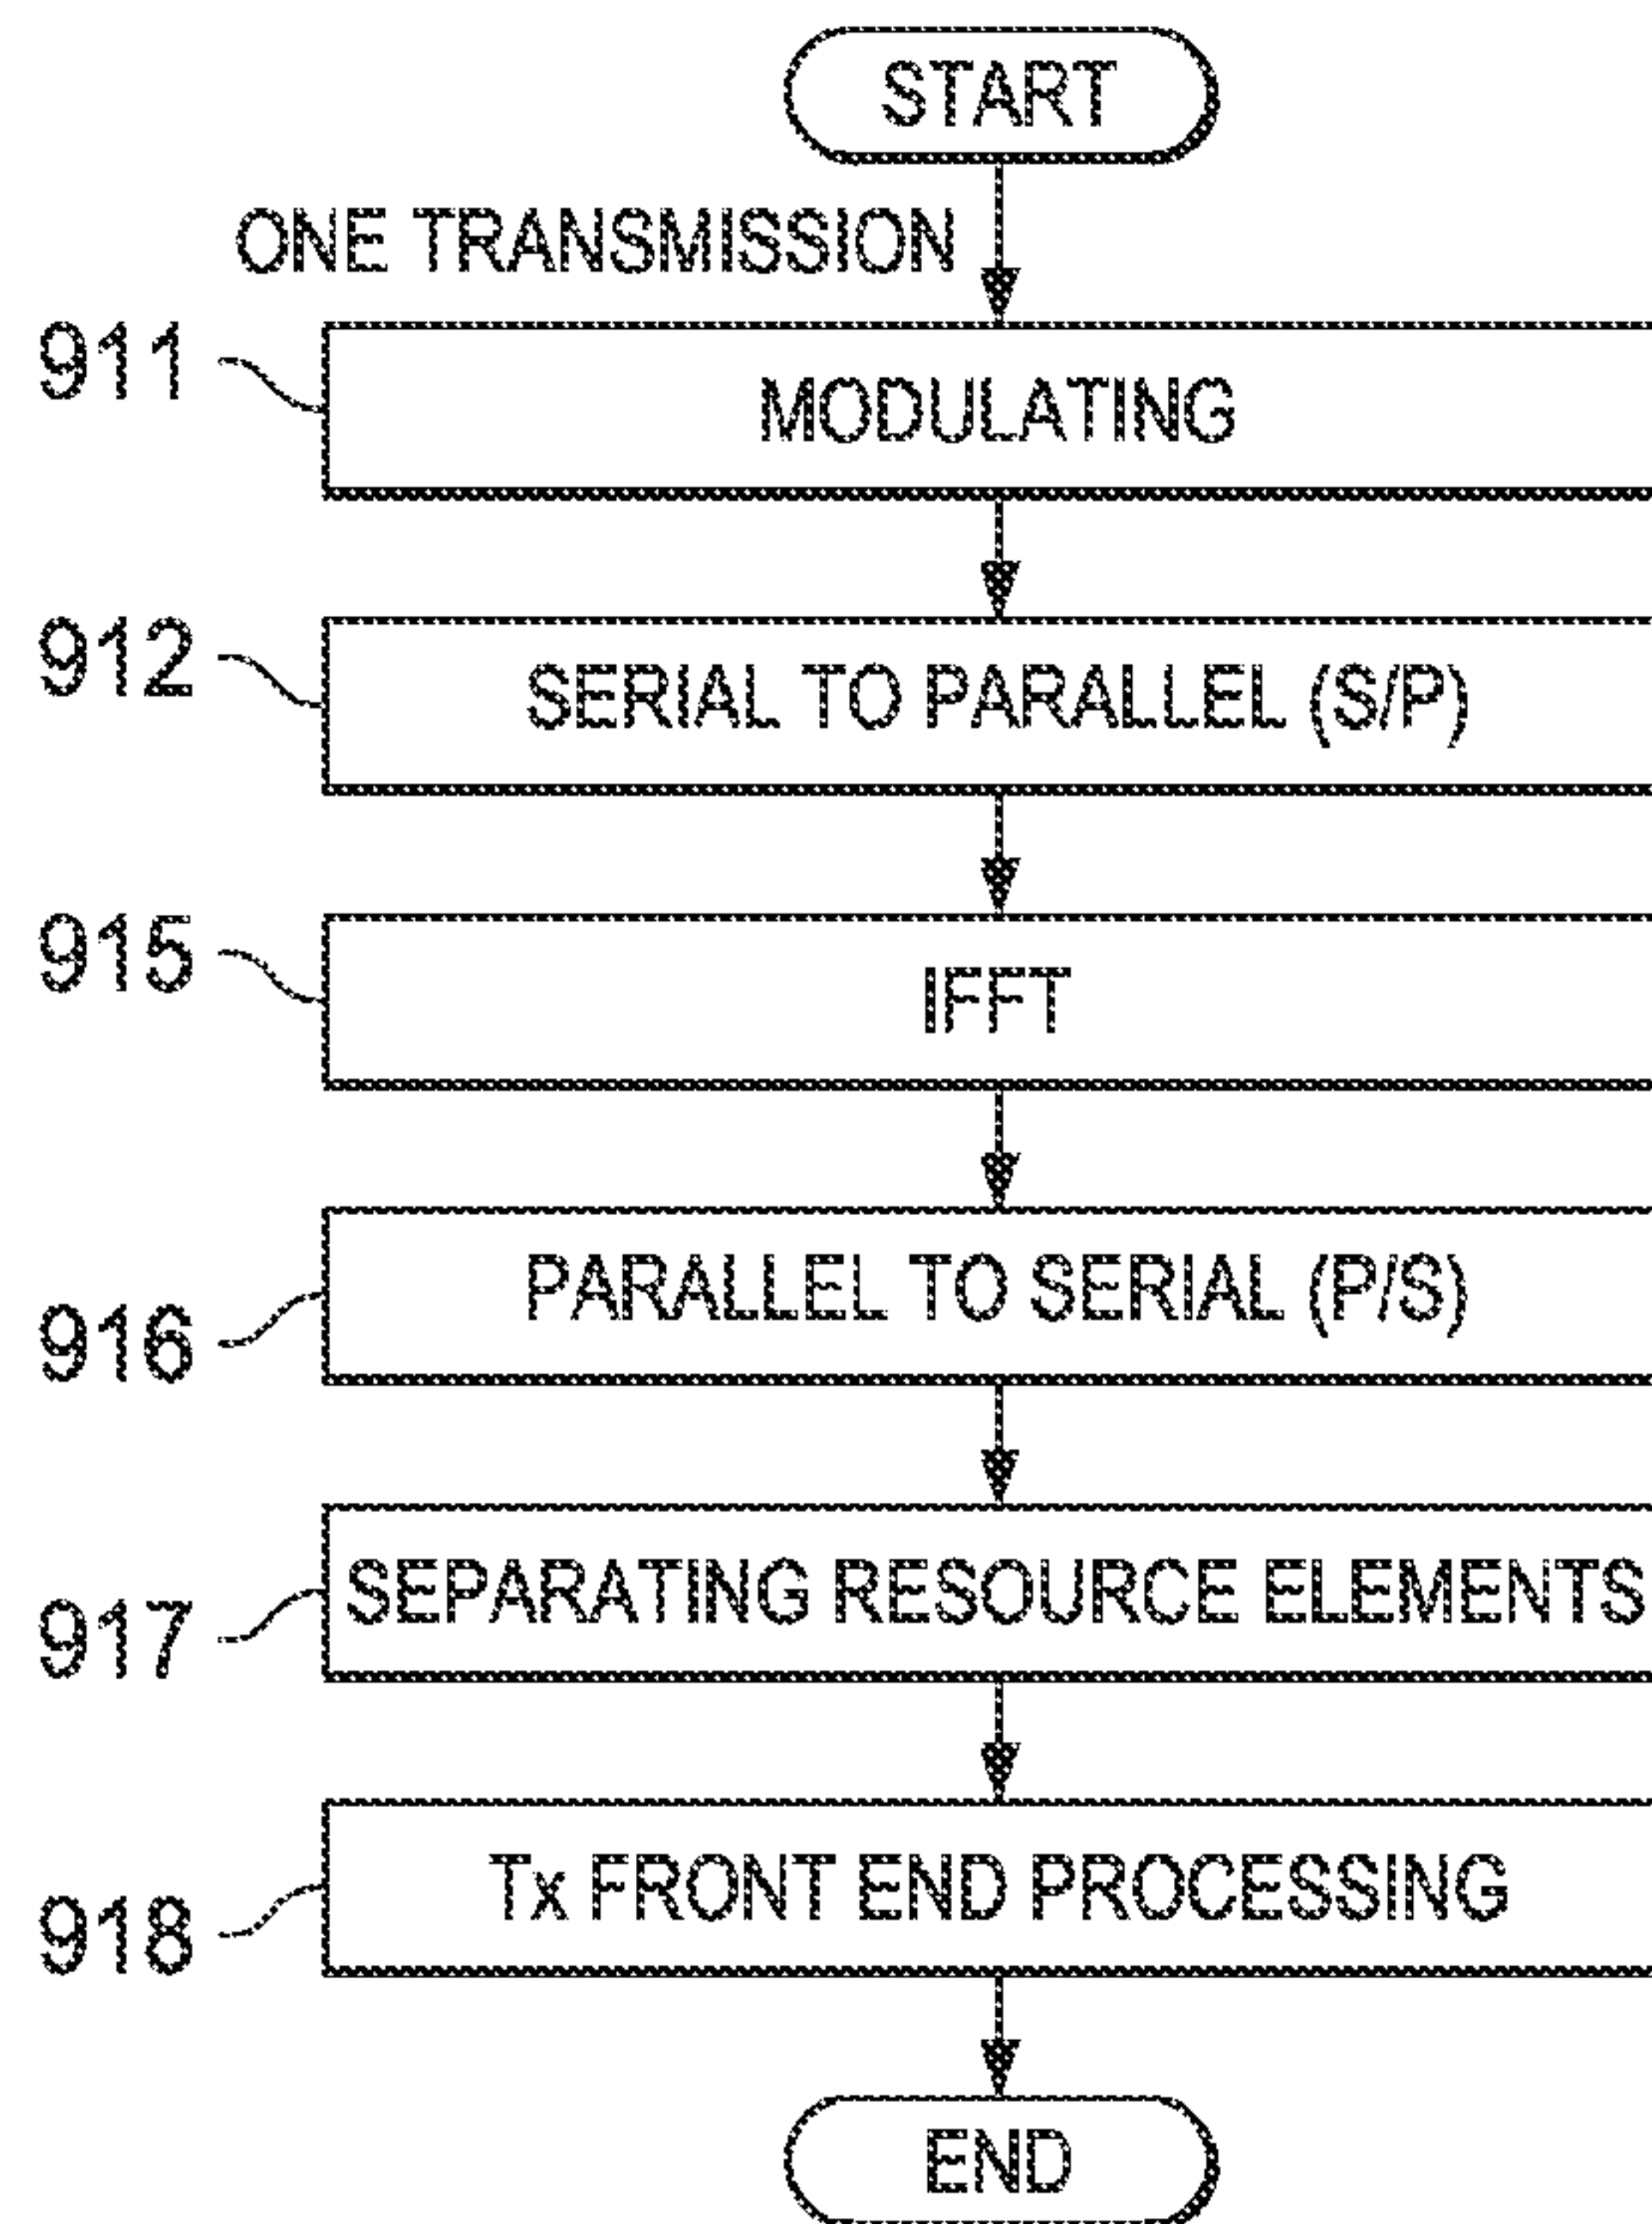 START
ONE TRANSMISSION
911
MODULATING
912
SERIAL TO PARALLEL (S/P)
915
IFFT
916
PARALLEL TO SERIAL (P/S)
917
SEPARATING RESOURCE ELEMENTS
918
Tx FRONT END PROCESSING
END